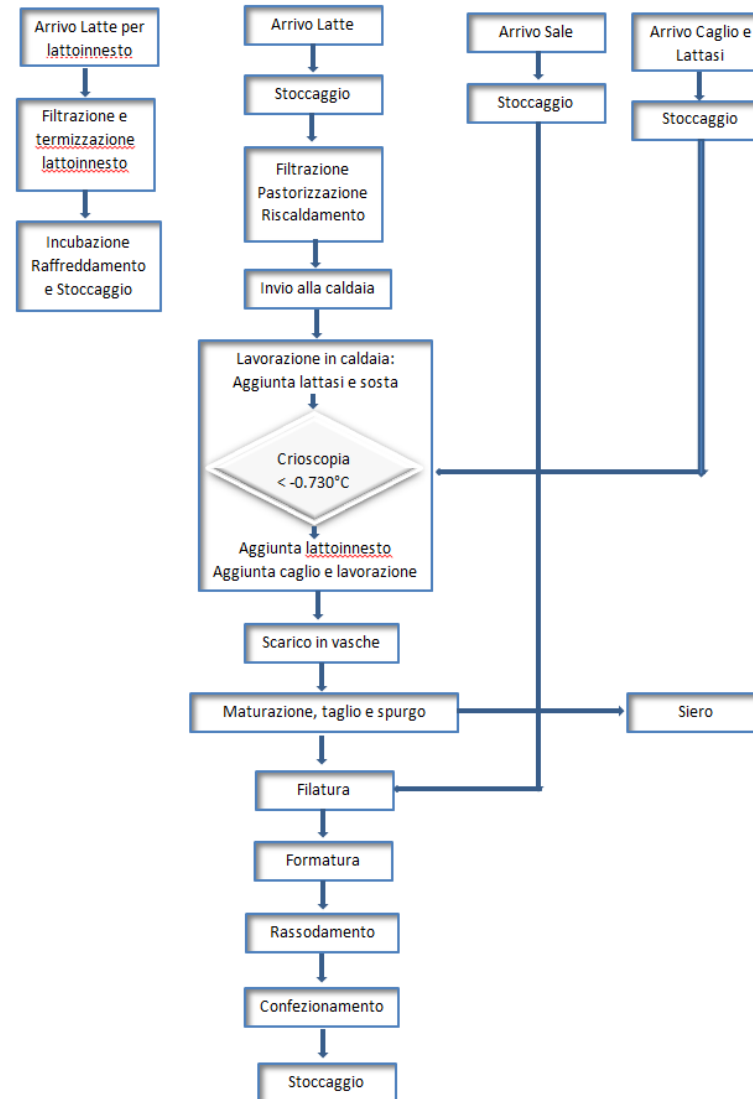 Arrivo Latte per
lattoinnesto
Filtrazione e
termizzazione
lattoinnesto
Incubazione
Raffreddamento
e Stoccaggio
Arrivo Latte
Stoccaggio
Filtrazione
Pastorizzazione
Riscaldamento
Invio alla caldaia
Lavorazione in caldaia:
Aggiunta lattasi e sosta
Crioscopia
< -0.730°C
Aggiunta lattoinnesto
Aggiunta caglio e lavorazione
Scarico in vasche
Maturazione, taglio e spurgo
Filatura
Formatura
Rassodamento
Confezionamento
Stoccaggio
Arrivo Sale
Stoccaggio
Arrivo Caglio e
Lattasi
Stoccaggio
Siero